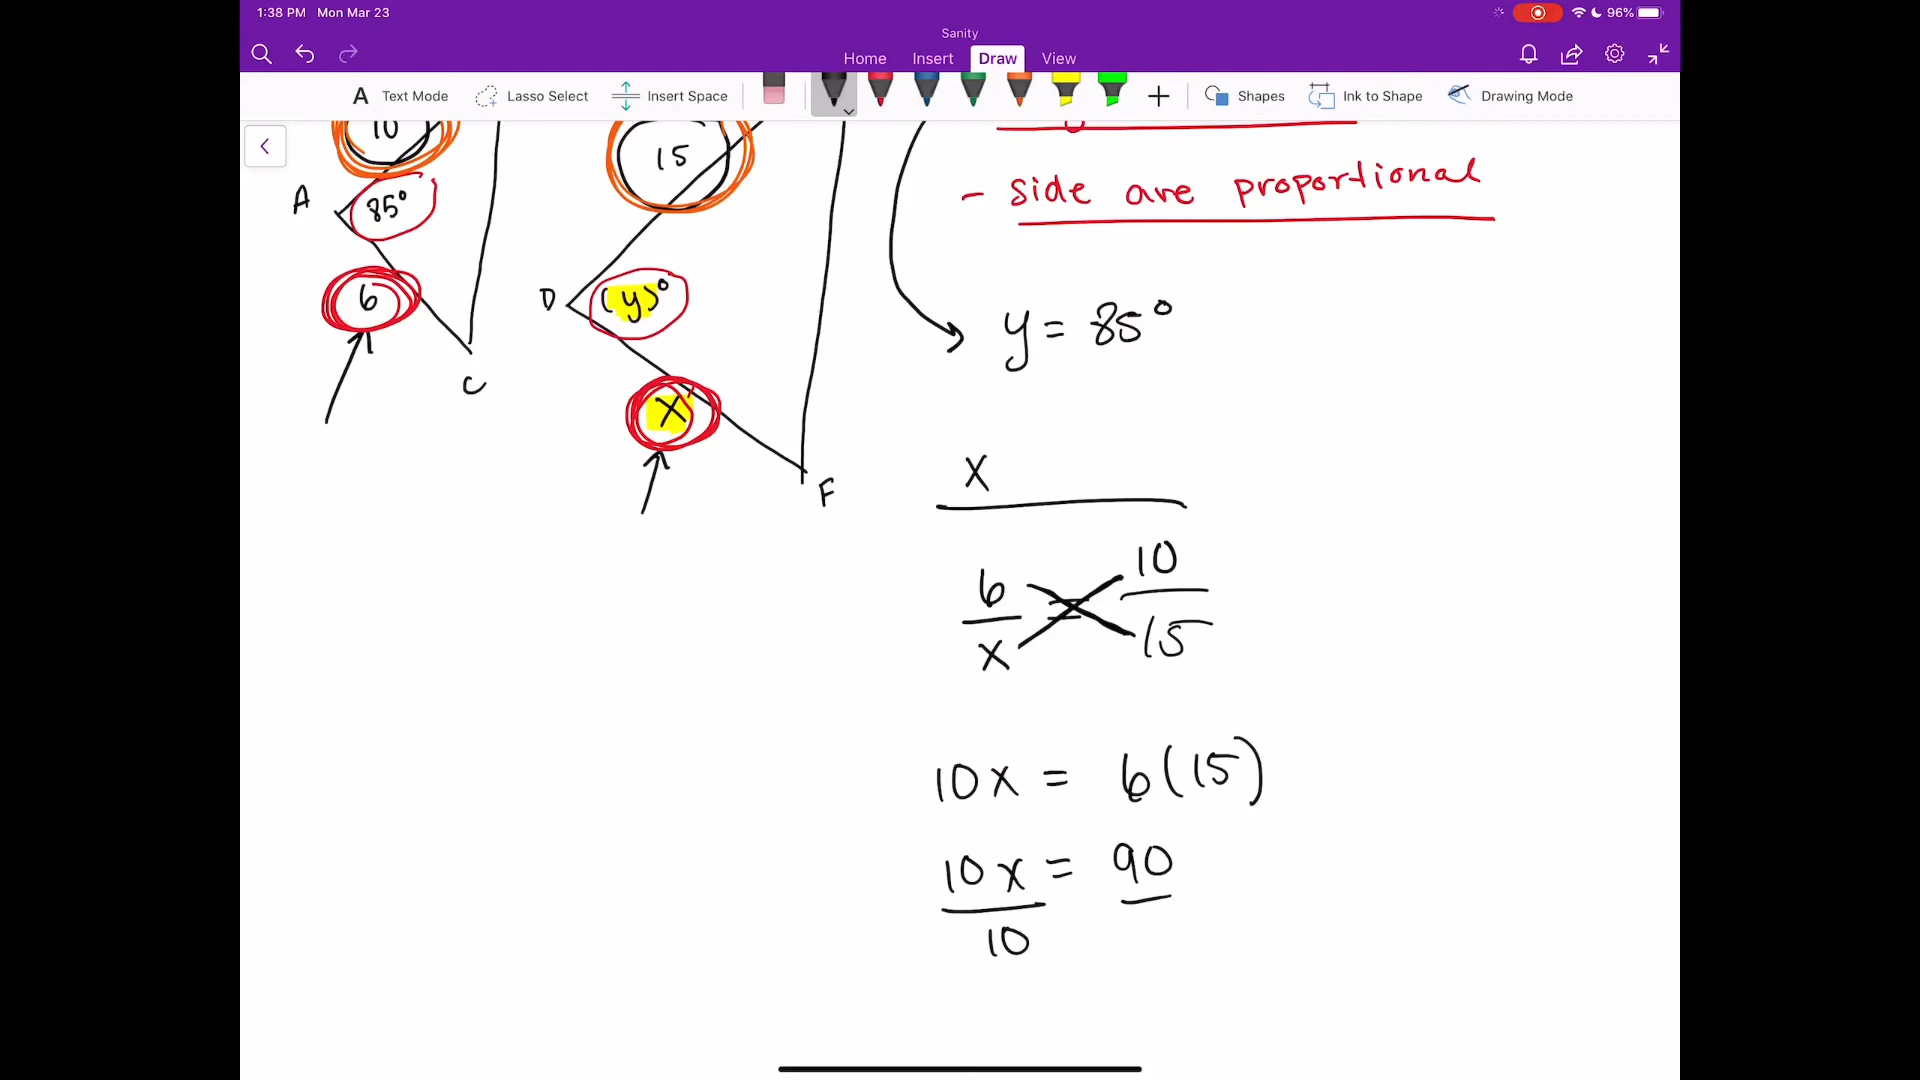 1:38 PM Mon Mar 23
96%
Sanity
Home Insert Draw View
A Text Mode Lasso Select Insert Space Shapes Ink to Shape Drawing Mode
10
15
- side are proportional
A
85°
6
C
D
(y)°
x
F
y = 85°
X
6/x = 10/15
10x = 6(15)
10x = 90
10